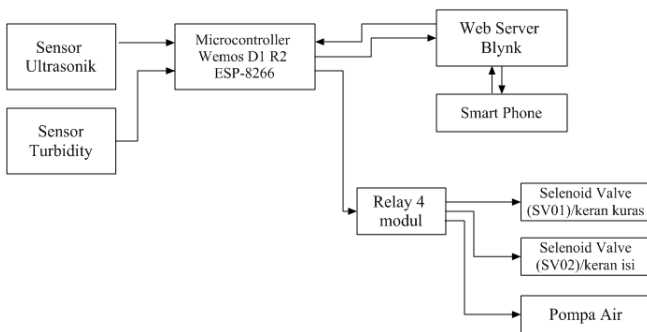 Sensor
Ultrasonik
Sensor
Turbidity
Microcontroller
Wemos D1 R2
ESP-8266
Web Server
Blynk
Smart Phone
Relay 4
modul
Selenoid Valve
(SV01)/keran kuras
Selenoid Valve
(SV02)/keran isi
Pompa Air